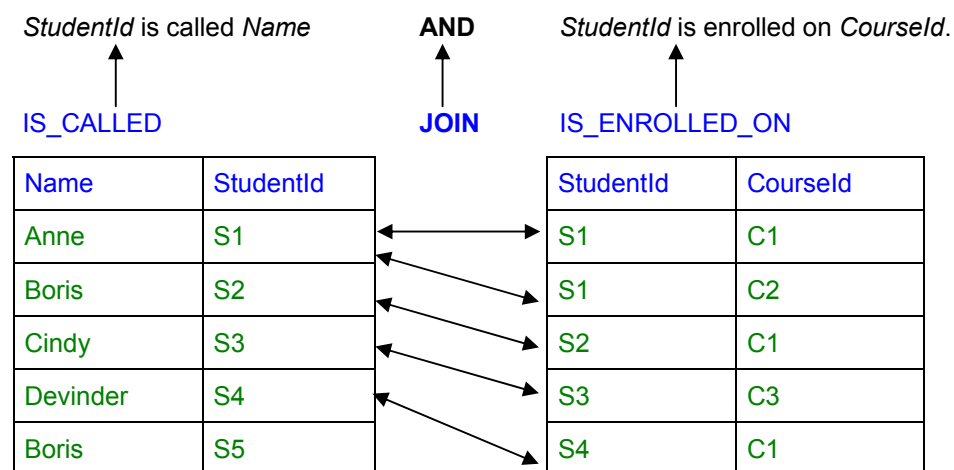 StudentId is called Name AND StudentId is enrolled on CourseId.
IS_CALLED JOIN IS_ENROLLED_ON
Name StudentId StudentId CourseId
Anne S1 S1 C1
Boris S2 S1 C2
Cindy S3 S2 C1
Devinder S4 S3 C3
Boris S5 S4 C1